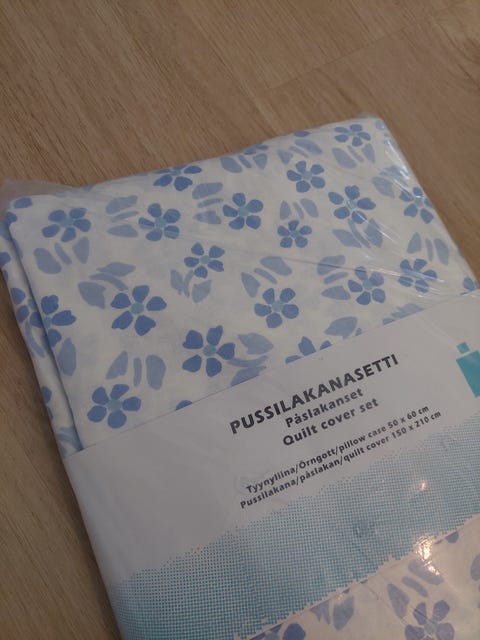 PUSSILAKANASETTI
Påslakanset
Quilt cover set
Tyynyliina/Örngott/pillow case 50 x 60 cm
Pussilakana/påslakan/quilt cover 150 x 210 cm